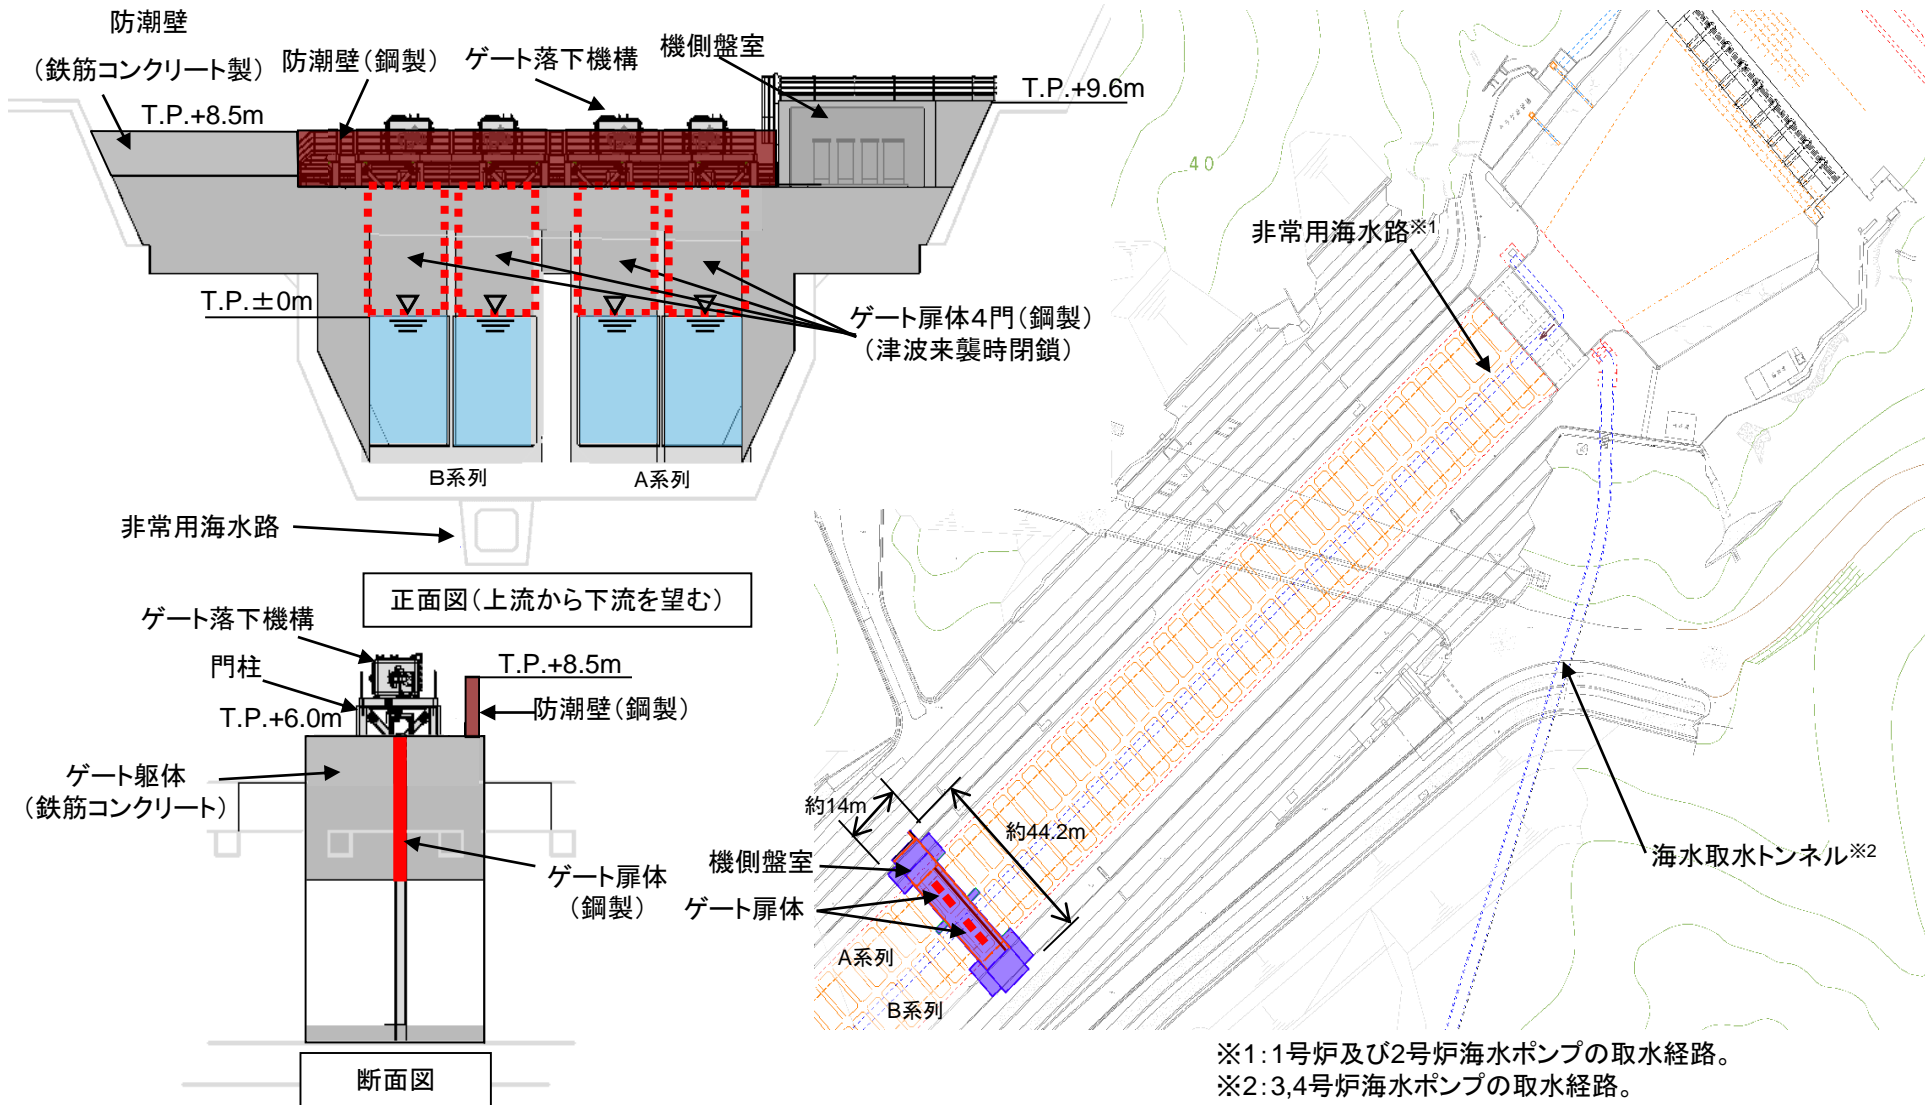 防潮壁
(鉄筋コンクリート製)
防潮壁(鋼製)
ゲート落下機構
機側盤室
T.P.+8.5m
T.P.+9.6m
T.P.±0m
ゲート扉体4門(鋼製)
(津波来襲時閉鎖)
B系列
A系列
非常用海水路
正面図(上流から下流を望む)
ゲート落下機構
門柱
T.P.+8.5m
T.P.+6.0m
防潮壁(鋼製)
ゲート躯体
(鉄筋コンクリート)
ゲート扉体
(鋼製)
断面図
40
非常用海水路※1
約14m
約44.2m
機側盤室
ゲート扉体
A系列
B系列
海水取水トンネル※2
※1:1号炉及び2号炉海水ポンプの取水経路。
※2:3,4号炉海水ポンプの取水経路。